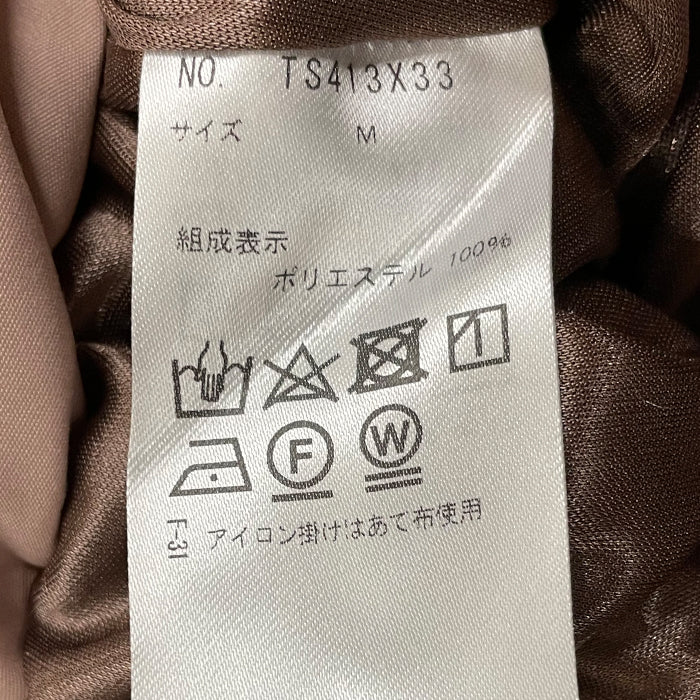 NO. TS413X33
サイズ M
組成表示
ポリエステル 100%
F W
F-31 アイロン掛けはあて布使用